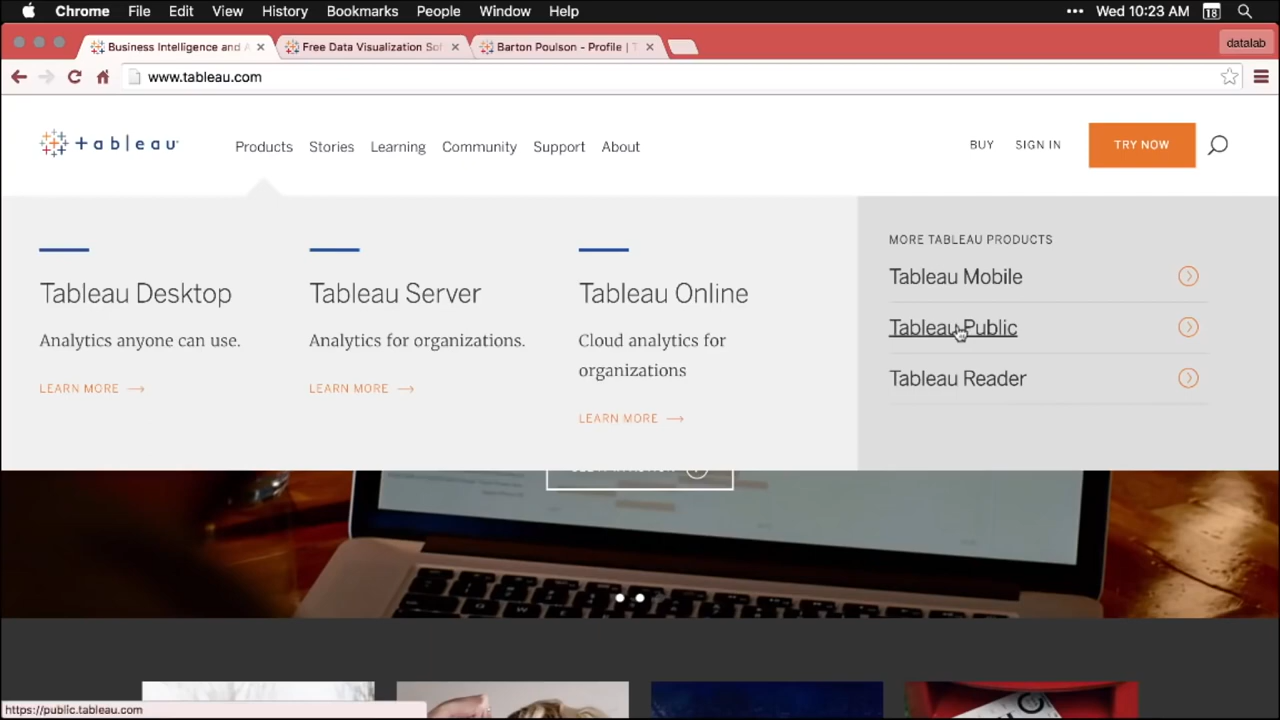 Chrome File Edit View History Bookmarks People Window Help
Wed 10:23 AM 18
Business Intelligence and A
Free Data Visualization Sof
Barton Poulson - Profile | T
datalab
www.tableau.com
tableau
Products Stories Learning Community Support About
BUY SIGN IN TRY NOW
Tableau Desktop
Analytics anyone can use.
LEARN MORE
Tableau Server
Analytics for organizations.
LEARN MORE
Tableau Online
Cloud analytics for
organizations
LEARN MORE
MORE TABLEAU PRODUCTS
Tableau Mobile
Tableau Public
Tableau Reader
https://public.tableau.com